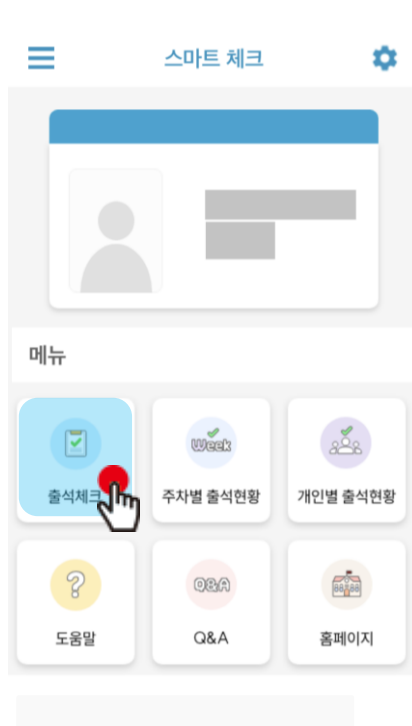 스마트 체크
메뉴
Week
출석체크
주차별 출석현황
개인별 출석현황
?
Q&A
도움말
Q&A
홈페이지